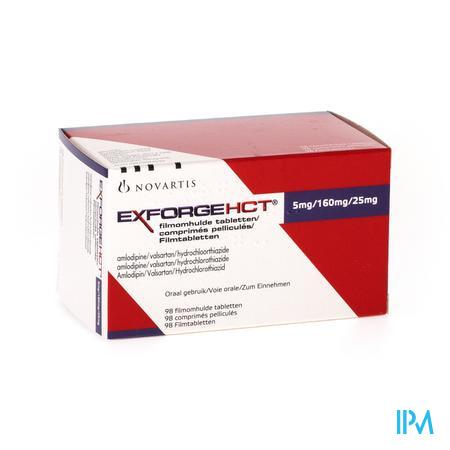 NOVARTIS
EXFORGEHCT®
5mg/160mg/25mg
filmomhulde tabletten/
comprimés pelliculés/
Filmtabletten
amlodipine/valsartan/hydrochloorthiazide
amlodipine/valsartan/hydrochlorothiazide
Amlodipin/Valsartan/Hydrochlorothiazid
Oraal gebruik/Voie orale/Zum Einnehmen
98 filmomhulde tabletten
98 comprimés pelliculés
98 Filmtabletten
EXFORGEHCT
IPM